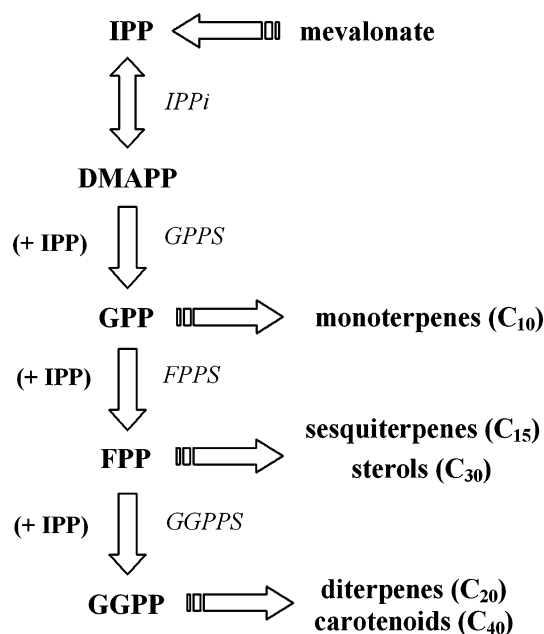 IPP mevalonate
IPPi
DMAPP
(+ IPP) GPPS
GPP monoterpenes (C₁₀)
(+ IPP) FPPS
sesquiterpenes (C₁₅)
FPP
sterols (C₃₀)
(+ IPP) GGPPS
diterpenes (C₂₀)
GGPP
carotenoids (C₄₀)